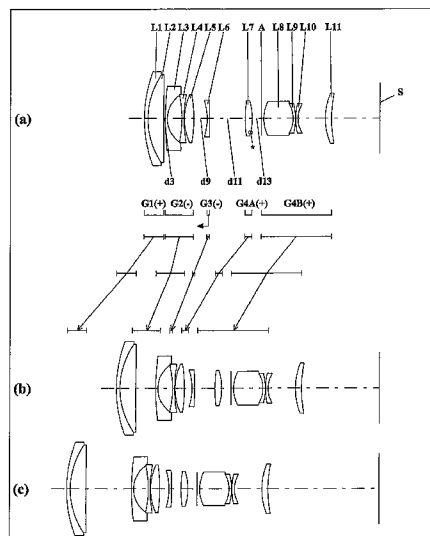 L1 L2 L3 L4 L5 L6 L7 A L8 L9 L10 L11
S
(a)
*
d3 d9 d11 d13
G1(+) G2(-) G3(-) G4A(+) G4B(+)
(b)
(c)